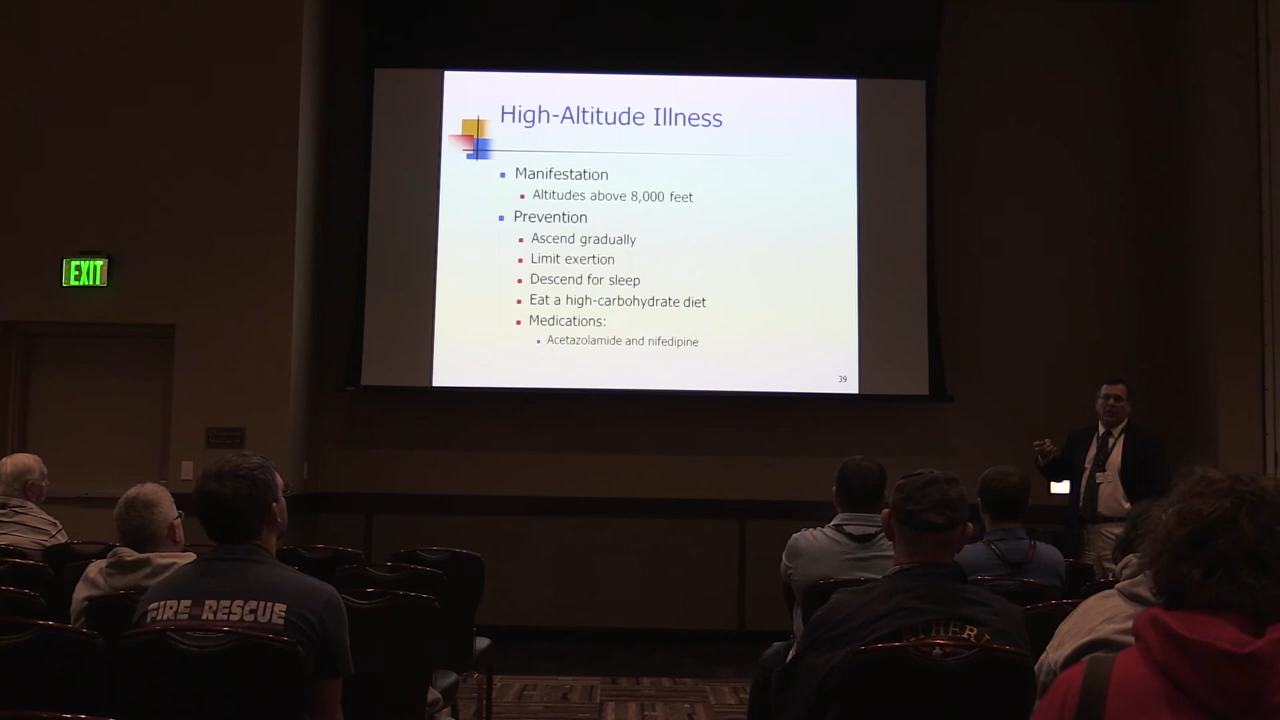 High-Altitude Illness
Manifestation
Altitudes above 8,000 feet
Prevention
Ascend gradually
Limit exertion
Descend for sleep
Eat a high-carbohydrate diet
Medications:
Acetazolamide and nifedipine
39
EXIT
FIRE RESCUE